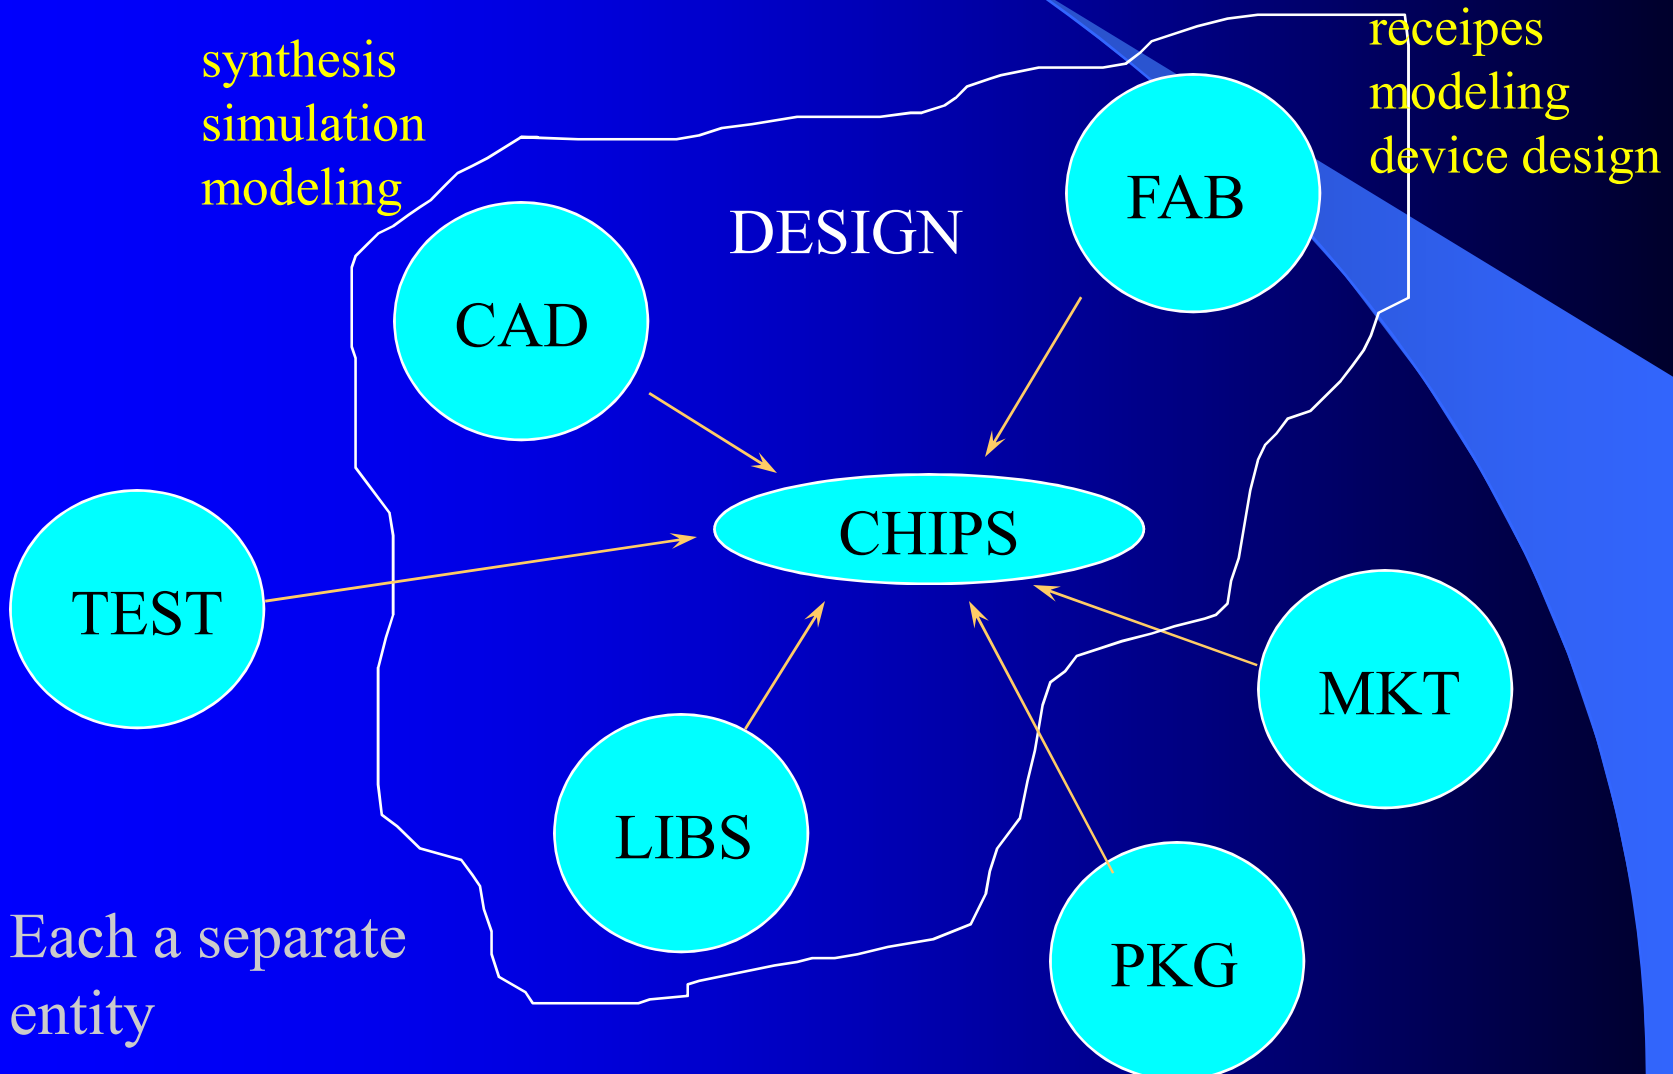 synthesis
simulation
modeling
receipes
modeling
device design
FAB
DESIGN
CAD
CHIPS
TEST
MKT
LIBS
PKG
Each a separate
entity